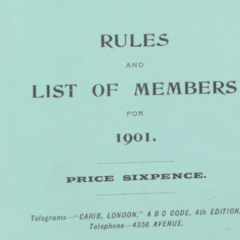 RULES
AND
LIST OF MEMBERS
FOR
1901.
PRICE SIXPENCE.
Telegrams—"CARIB, LONDON," A B C CODE, 4th EDITION.
Telephone—4356 AVENUE.